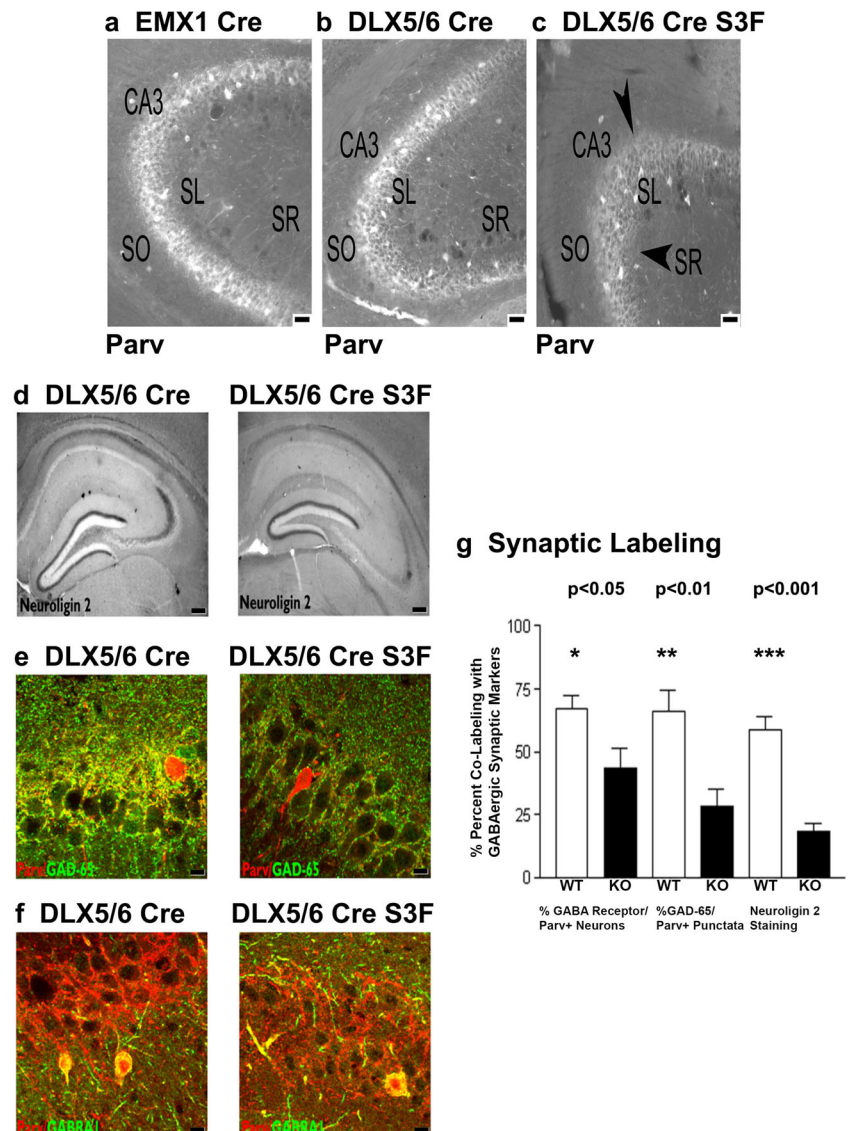 a EMX1 Cre
b DLX5/6 Cre
c DLX5/6 Cre S3F
CA3
SL
SO
SR
CA3
SL
SO
SR
CA3
SL
SO
SR
Parv
Parv
Parv
d DLX5/6 Cre
DLX5/6 Cre S3F
Neuroligin 2
Neuroligin 2
e DLX5/6 Cre
DLX5/6 Cre S3F
Parv/GAD-65
Parv/GAD-65
f DLX5/6 Cre
DLX5/6 Cre S3F
Parv/GABRA1
Parv/GABRA1
g Synaptic Labeling
p<0.05 p<0.01 p<0.001
% Percent Co-Labeling with
GABAergic Synaptic Markers
100
75
50
25
0
* ** ***
WT KO WT KO WT KO
% GABA Receptor/
Parv+ Neurons
%GAD-65/
Parv+ Punctata
Neuroligin 2
Staining